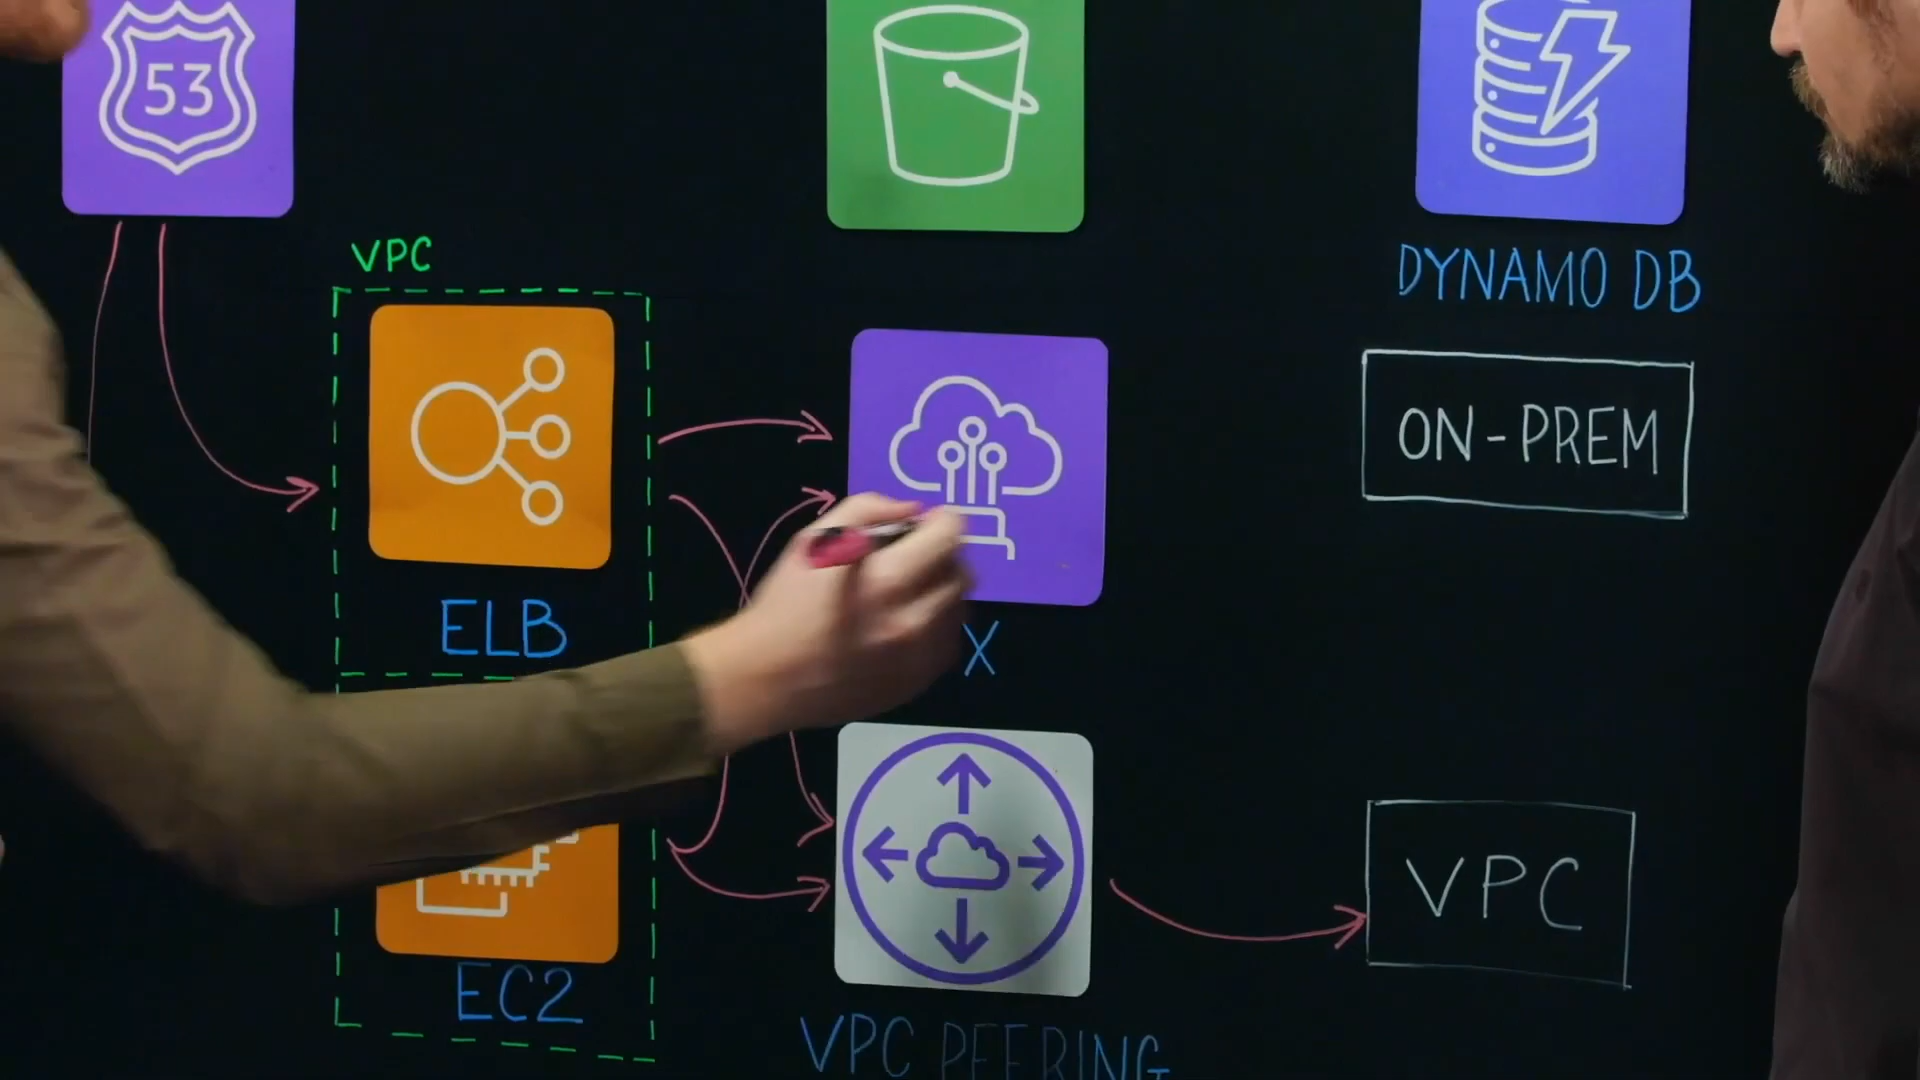 53
VPC
DYNAMO DB
ON-PREM
ELB
X
VPC
EC2
VPC PEERING